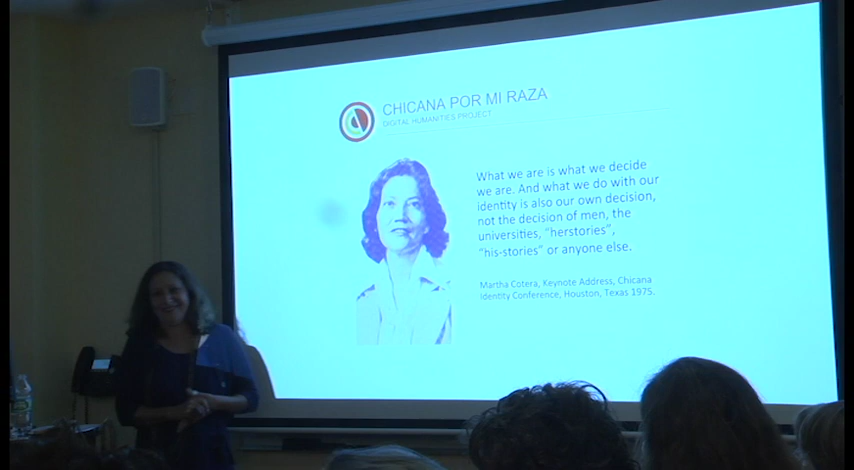 CHICANA POR MI RAZA
DIGITAL HUMANITIES PROJECT
What we are is what we decide
we are. And what we do with our
identity is also our own decision,
not the decision of men, the
universities, "herstories",
"his-stories" or anyone else.
Martha Cotera, Keynote Address, Chicana
Identity Conference, Houston, Texas 1975.